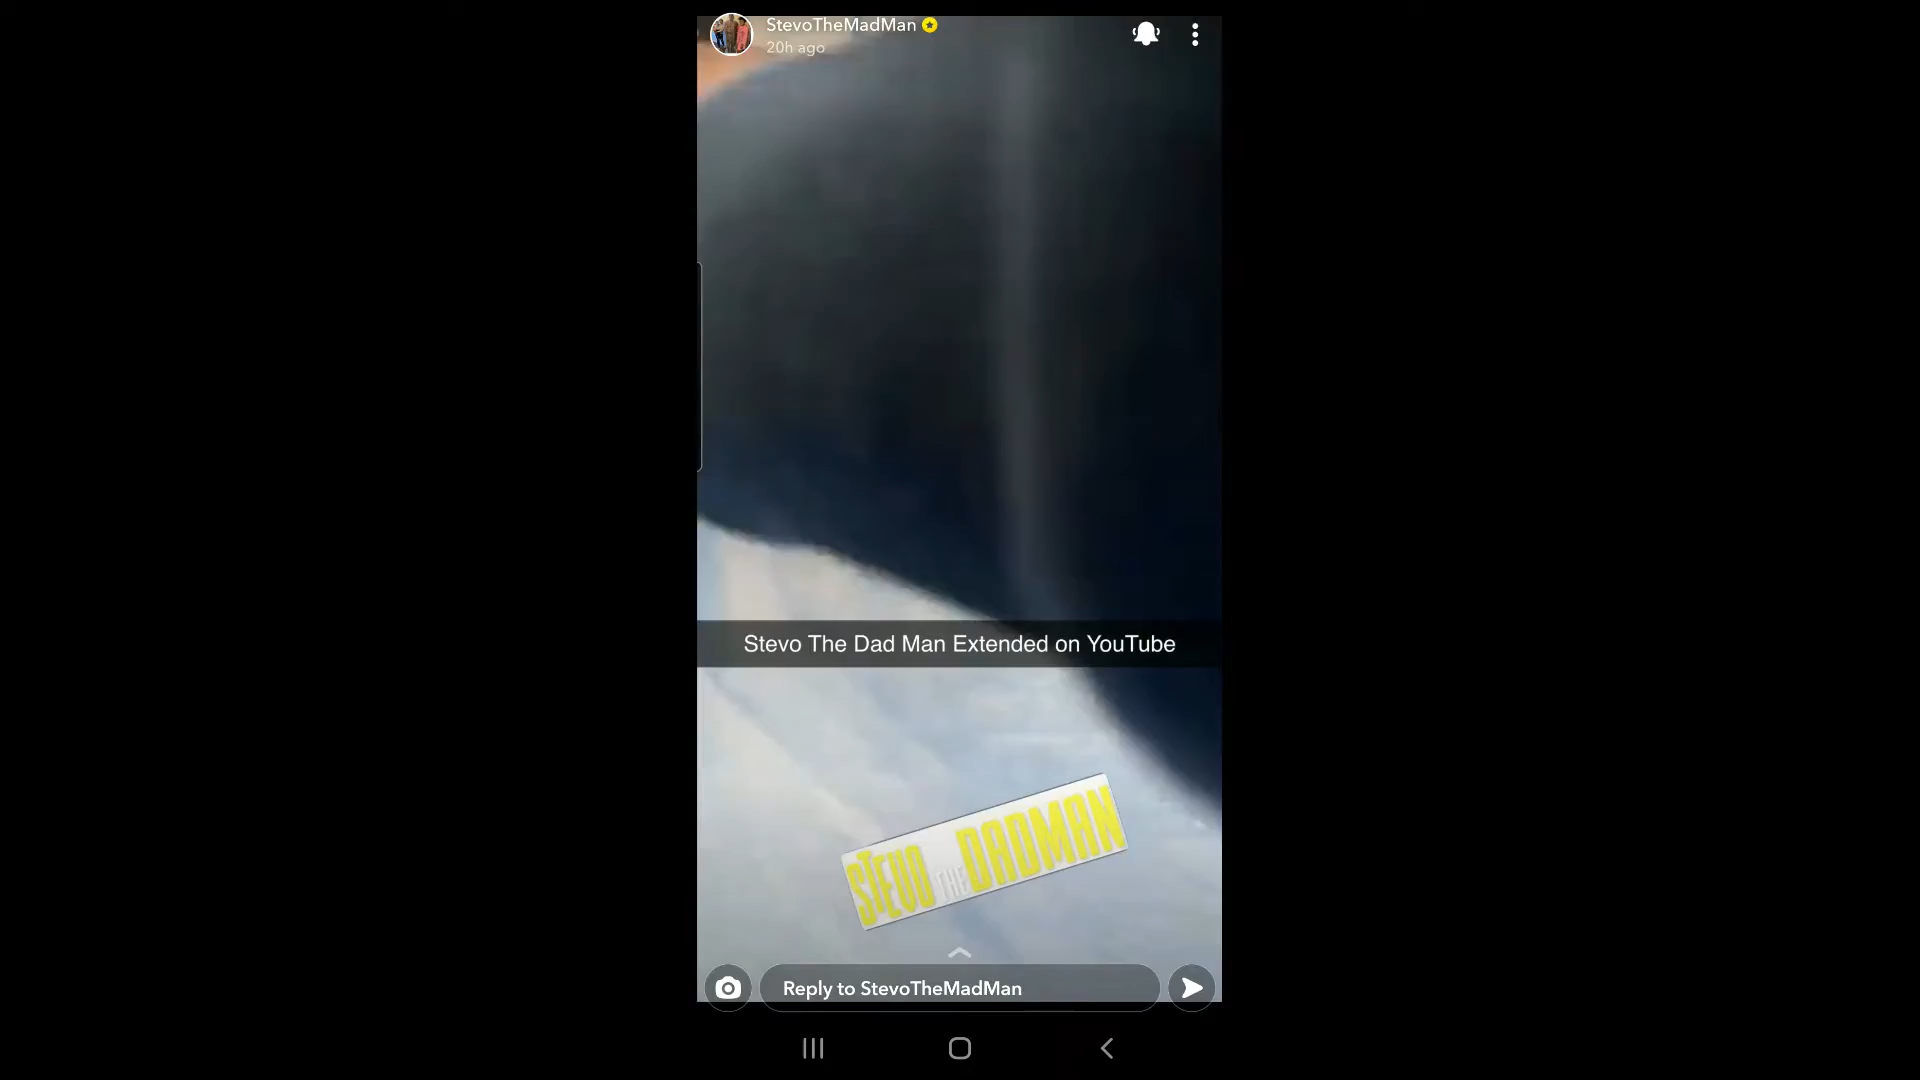 StevoTheMadMan
20h ago
Stevo The Dad Man Extended on YouTube
STEVO THE DADMAN
Reply to StevoTheMadMan